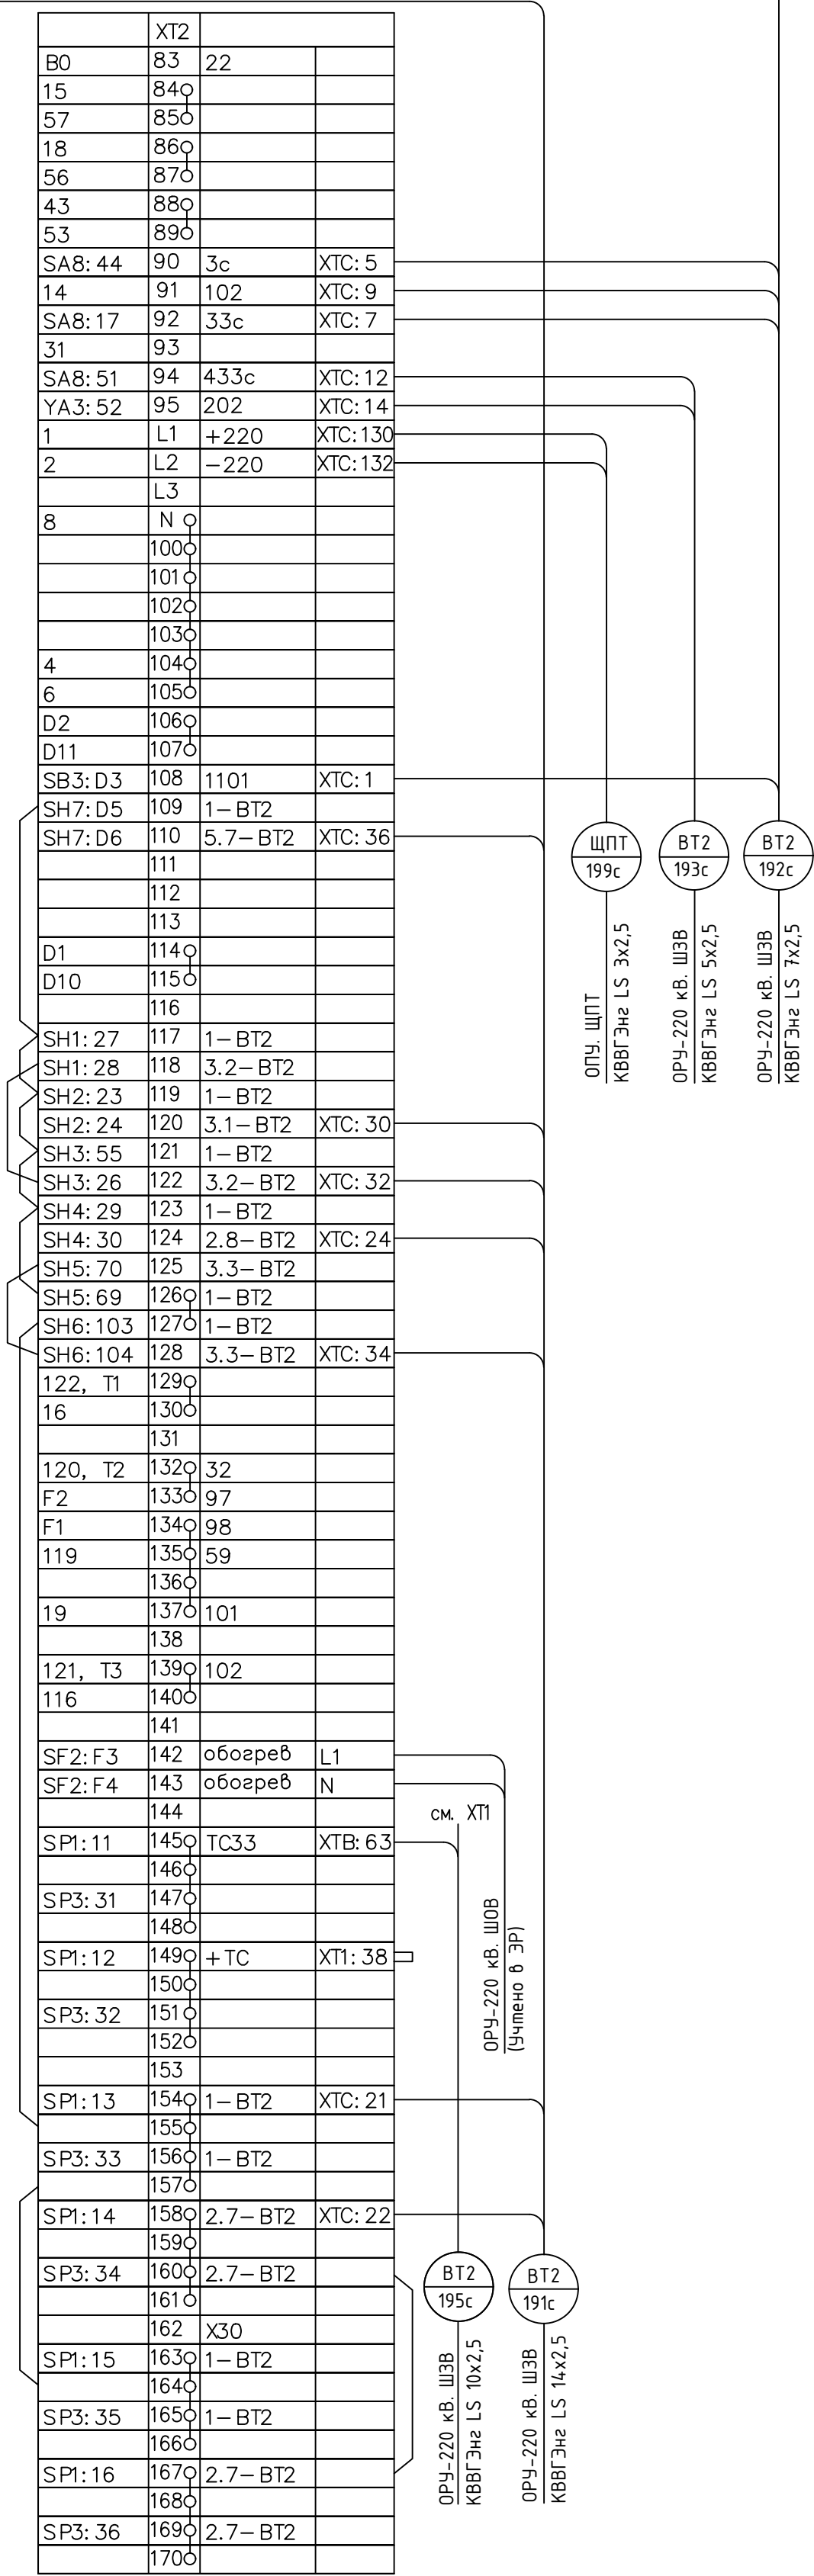 XT2
B0 83 22
15 84
57 85
18 86
56 87
43 88
53 89
SA8:44 90 3с XTC:5
14 91 102 XTC:9
SA8:17 92 33с XTC:7
31 93
SA8:51 94 433с XTC:12
YA3:52 95 202 XTC:14
1 L1 +220 XTC:130
2 L2 -220 XTC:132
L3
8 N
100
101
102
103
4 104
6 105
D2 106
D11 107
SB3:D3 108 1101 XTC:1
SH7:D5 109 1-BT2
SH7:D6 110 5.7-BT2 XTC:36
111
112
113
D1 114
D10 115
116
SH1:27 117 1-BT2
SH1:28 118 3.2-BT2
SH2:23 119 1-BT2
SH2:24 120 3.1-BT2 XTC:30
SH3:55 121 1-BT2
SH3:26 122 3.2-BT2 XTC:32
SH4:29 123 1-BT2
SH4:30 124 2.8-BT2 XTC:24
SH5:70 125 3.3-BT2
SH5:69 126 1-BT2
SH6:103 127 1-BT2
SH6:104 128 3.3-BT2 XTC:34
122, T1 129
16 130
131
120, T2 132 32
F2 133 97
F1 134 98
119 135 59
136
19 137 101
138
121, T3 139 102
116 140
141
SF2:F3 142 обогрев L1
SF2:F4 143 обогрев N
144
SP1:11 145 TC33 XTB:63
146
SP3:31 147
148
SP1:12 149 +TC XT1:38
150
SP3:32 151
152
153
SP1:13 154 1-BT2 XTC:21
155
SP3:33 156 1-BT2
157
SP1:14 158 2.7-BT2 XTC:22
159
SP3:34 160 2.7-BT2
161
162 X30
SP1:15 163 1-BT2
164
SP3:35 165 1-BT2
166
SP1:16 167 2.7-BT2
168
SP3:36 169 2.7-BT2
170
ЩПТ
199с
ОПУ. ЩПТ
КВВГЭнг LS 3х2,5
ВТ2
193с
ОРУ-220 кВ. ШЗВ
КВВГЭнг LS 5х2,5
ВТ2
192с
ОРУ-220 кВ. ШЗВ
КВВГЭнг LS 7х2,5
см. ХТ1
ОРУ-220 кВ. ШОВ
(Учтено в ЭР)
ВТ2
195с
ОРУ-220 кВ. ШЗВ
КВВГЭнг LS 10х2,5
ВТ2
191с
ОРУ-220 кВ. ШЗВ
КВВГЭнг LS 14х2,5